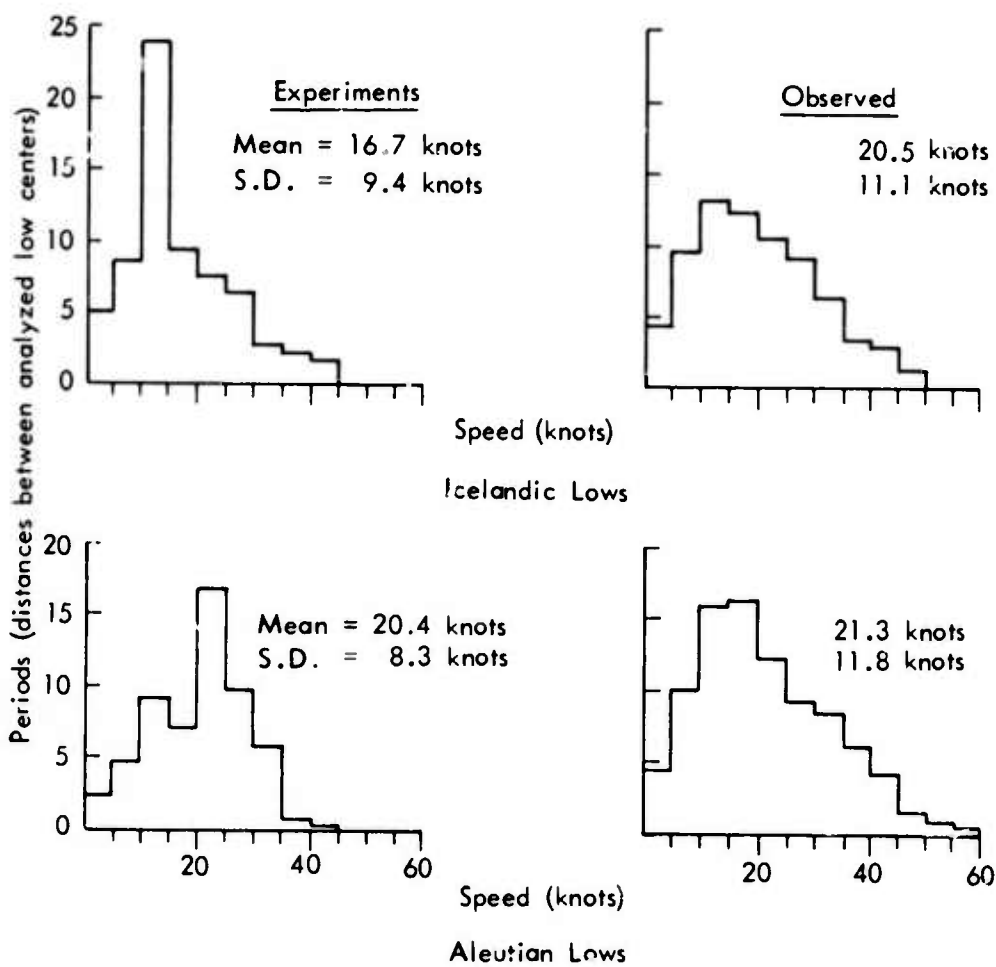 Periods (distances between analyzed low centers)
25
20
15
10
5
0
Experiments
Mean = 16.7 knots
S.D. = 9.4 knots
Observed
20.5 knots
11.1 knots
Speed (knots)
Icelandic Lows
20
15
10
5
0
Mean = 20.4 knots
S.D. = 8.3 knots
21.3 knots
11.8 knots
20
40
60
20
40
60
Speed (knots)
Aleutian Lows